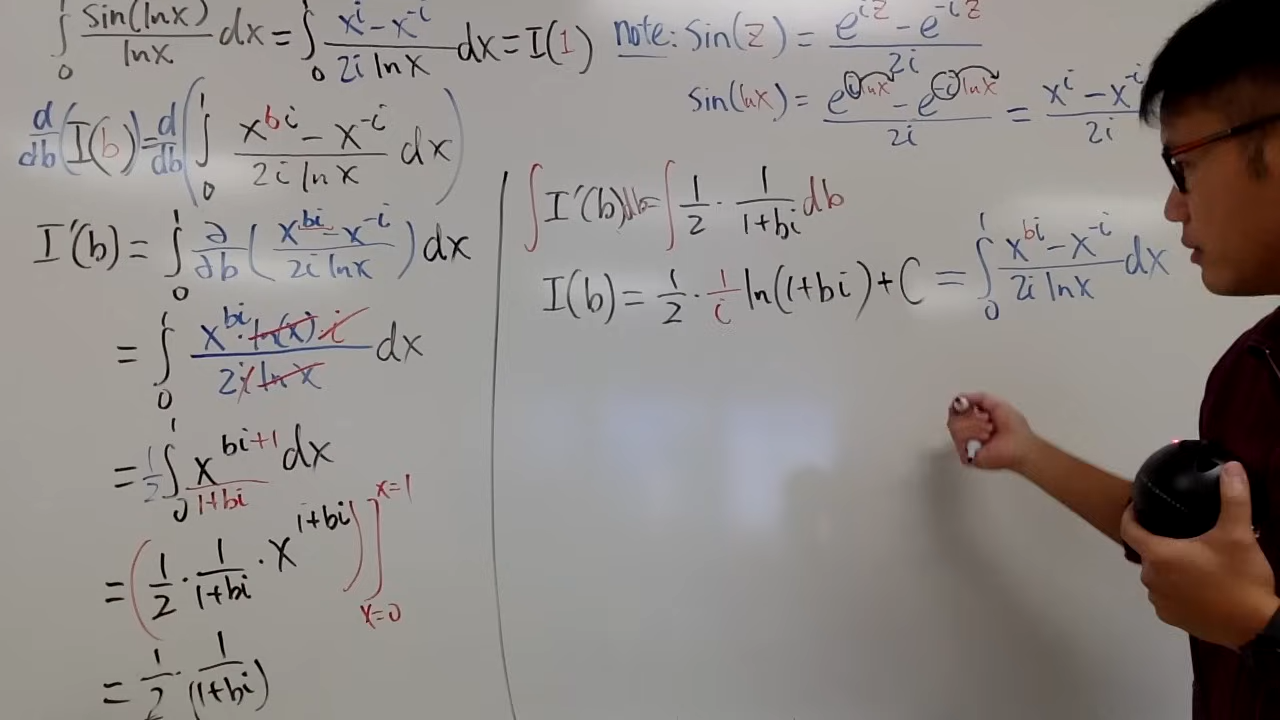 ∫₀¹ sin(lnx)/lnx dx = ∫₀¹ (xⁱ − x⁻ⁱ)/(2i lnx) dx = I(1)
note: Sin(z) = (e^(iz) − e^(−iz))/2i
sin(lnx) = (e^(i lnx) − e^(−i lnx))/2i = (xⁱ − x⁻ⁱ)/2i
d/db (I(b)) = d/db (∫₀¹ (x^(bi) − x⁻ⁱ)/(2i lnx) dx)
I'(b) = ∫₀¹ ∂/∂b ((x^(bi) − x⁻ⁱ)/(2i lnx)) dx
= ∫₀¹ (x^(bi) · ln(x) · i)/(2i lnx) dx
= 1/2 ∫₀¹ x^(bi+1)/(1+bi) dx
= (1/2 · 1/(1+bi) · x^(1+bi))] x=1 x=0
= 1/2 · 1/(1+bi)
∫ I'(b) db = ∫ 1/2 · 1/(1+bi) db
I(b) = 1/2 · 1/i ln(1+bi) + C = ∫₀¹ (x^(bi) − x⁻ⁱ)/(2i lnx) dx